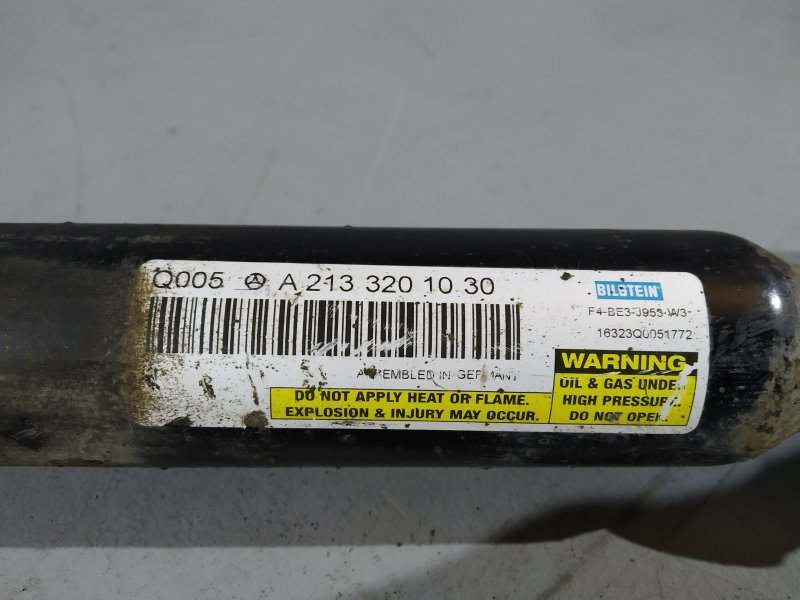 Q005 A 213 320 10 30
BILSTEIN
F4-BE3-J953-W3-
16323Q0051772
ASSEMBLED IN GERMANY
WARNING
OIL & GAS UNDER
HIGH PRESSURE.
DO NOT OPEN.
DO NOT APPLY HEAT OR FLAME.
EXPLOSION & INJURY MAY OCCUR.